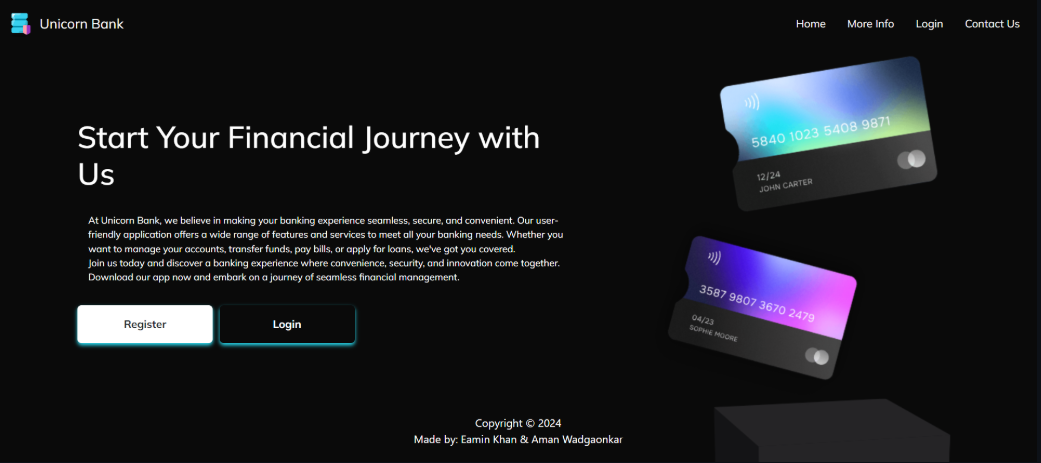 Unicorn Bank
Home More Info Login Contact Us
Start Your Financial Journey with
Us
At Unicorn Bank, we believe in making your banking experience seamless, secure, and convenient. Our user-
friendly application offers a wide range of features and services to meet all your banking needs. Whether you
want to manage your accounts, transfer funds, pay bills, or apply for loans, we've got you covered.
Join us today and discover a banking experience where convenience, security, and innovation come together.
Download our app now and embark on a journey of seamless financial management.
Register Login
5840 1023 5408 9871
12/24
JOHN CARTER
3587 9807 3670 2479
04/23
SOPHIE MOORE
Copyright © 2024
Made by: Eamin Khan & Aman Wadgaonkar